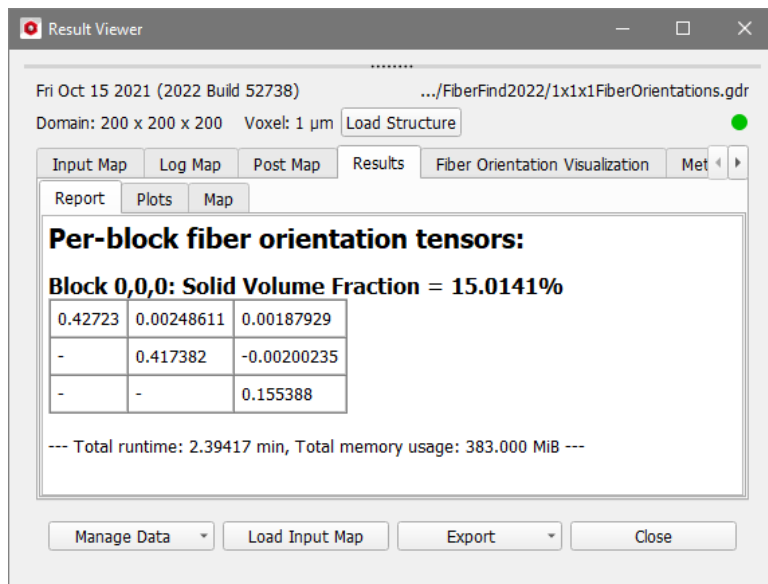 Result Viewer
Fri Oct 15 2021 (2022 Build 52738) .../FiberFind2022/1x1x1FiberOrientations.gdr
Domain: 200 x 200 x 200 Voxel: 1 µm Load Structure
Input Map Log Map Post Map Results Fiber Orientation Visualization Met
Report Plots Map
Per-block fiber orientation tensors:
Block 0,0,0: Solid Volume Fraction = 15.0141%
0.42723 0.00248611 0.00187929
- 0.417382 -0.00200235
- - 0.155388
--- Total runtime: 2.39417 min, Total memory usage: 383.000 MiB ---
Manage Data Load Input Map Export Close